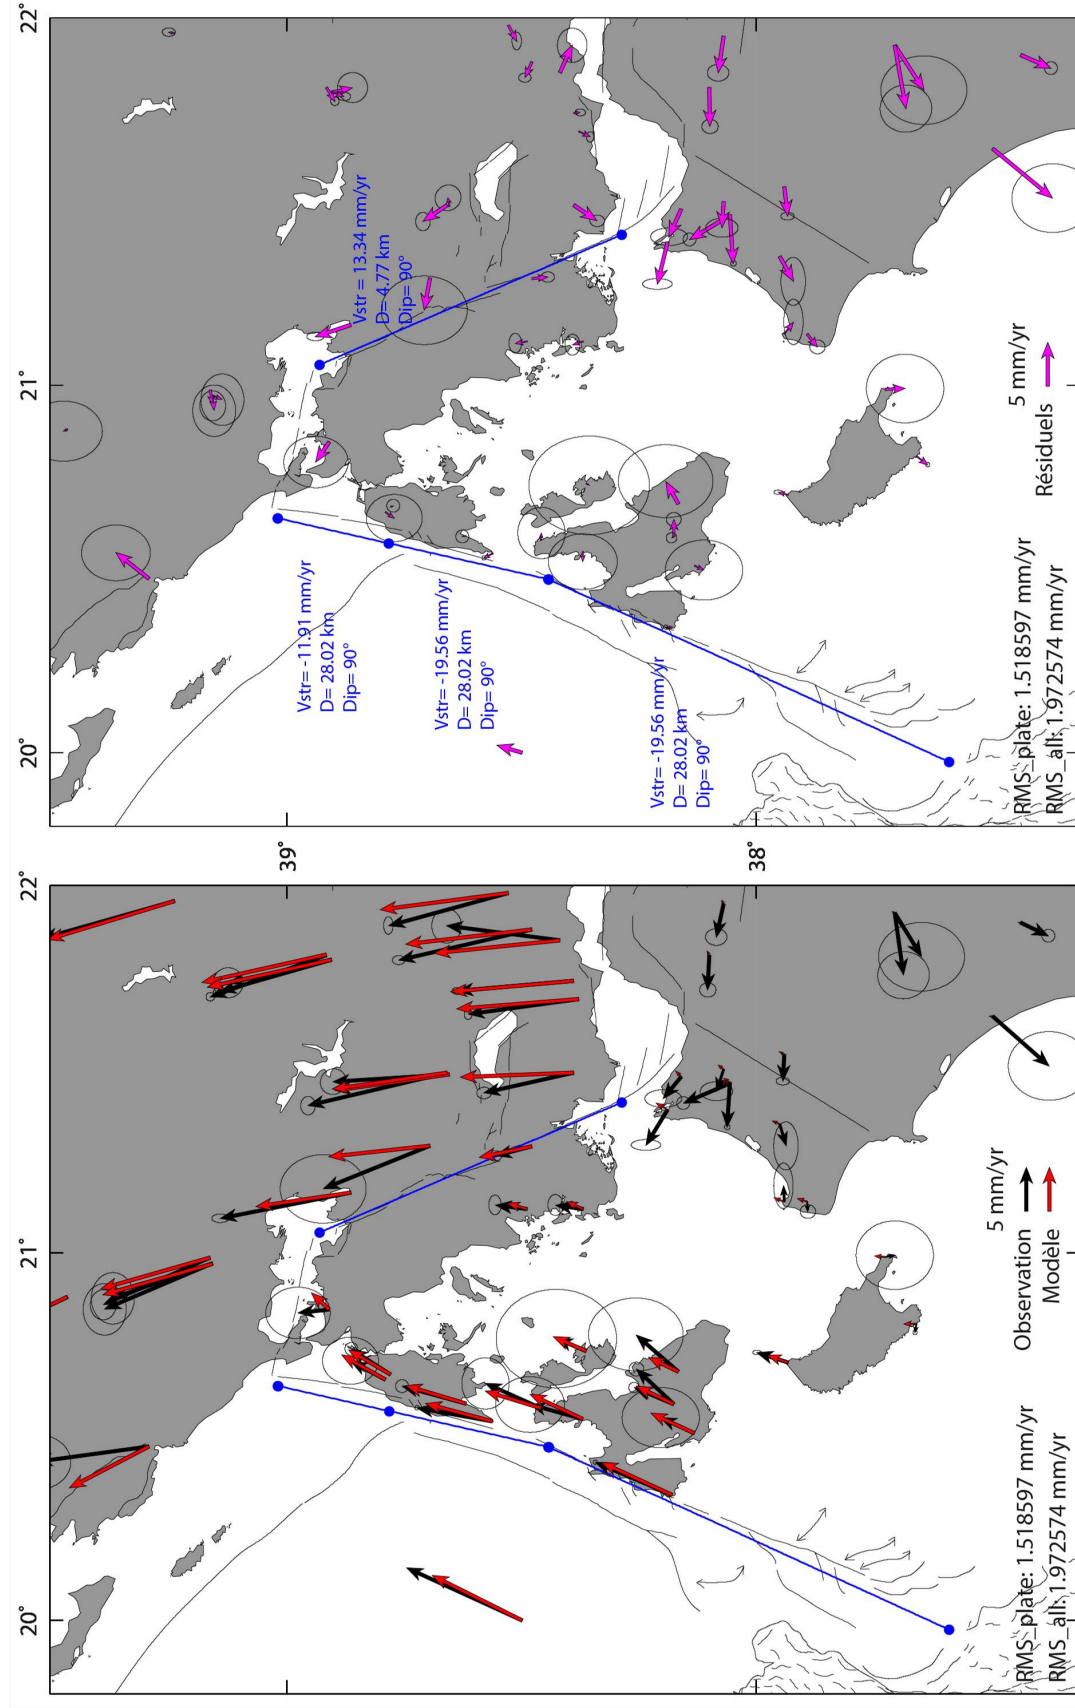 20°
21°
22°
39°
38°
5 mm/yr
Observation
Modèle
RMS_plate: 1.518597 mm/yr
RMS_all: 1.972574 mm/yr
20°
21°
22°
Vstr= -11.91 mm/yr
D= 28.02 km
Dip= 90°
Vstr= -19.56 mm/yr
D= 28.02 km
Dip= 90°
Vstr= -19.56 mm/yr
D= 28.02 km
Dip= 90°
Vstr = 13.34 mm/yr
D= 4.77 km
Dip= 90°
5 mm/yr
Résiduels
RMS_plate: 1.518597 mm/yr
RMS_all: 1.972574 mm/yr
39°
38°